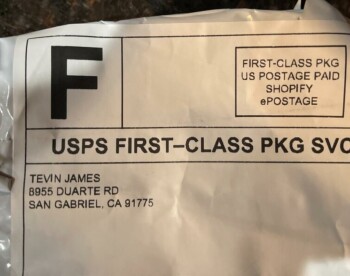 F
FIRST-CLASS PKG
US POSTAGE PAID
SHOPIFY
ePOSTAGE
USPS FIRST–CLASS PKG SVC
TEVIN JAMES
8955 DUARTE RD
SAN GABRIEL, CA 91775